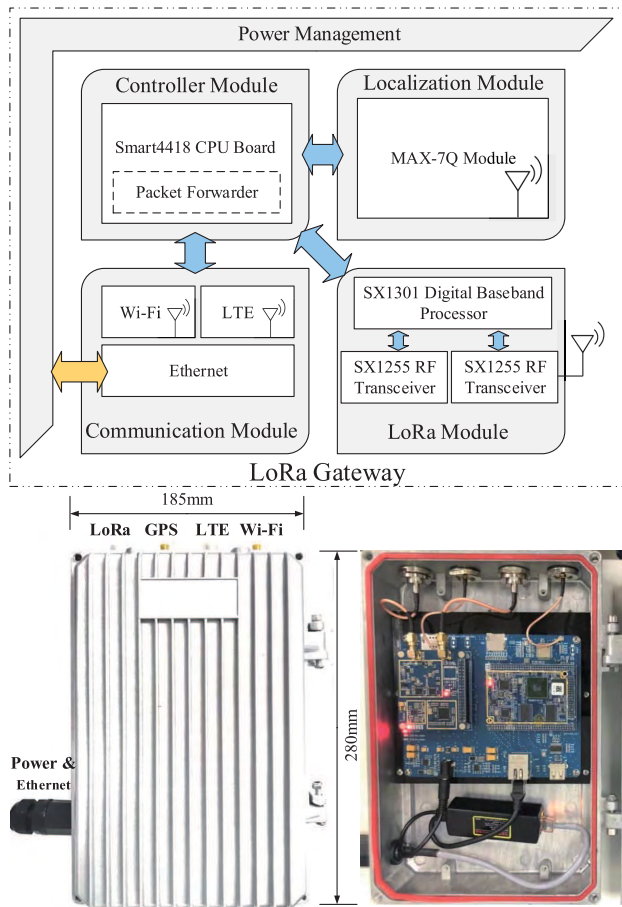 Power Management
Controller Module
Smart4418 CPU Board
Packet Forwarder
Localization Module
MAX-7Q Module
Wi-Fi
LTE
Ethernet
Communication Module
SX1301 Digital Baseband
Processor
SX1255 RF
Transceiver
SX1255 RF
Transceiver
LoRa Module
LoRa Gateway
185mm
LoRa GPS LTE Wi-Fi
280mm
Power &
Ethernet